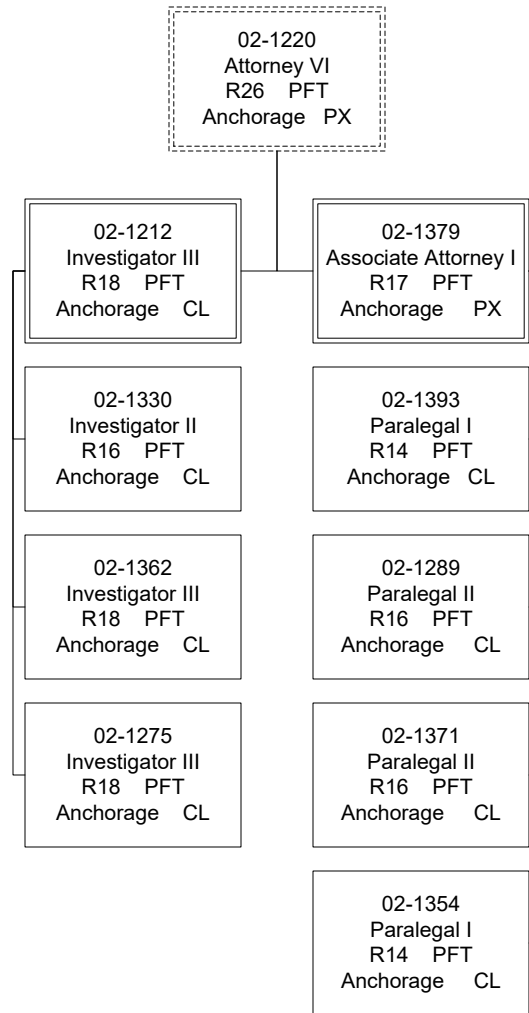 02-1220
Attorney VI
R26 PFT
Anchorage PX
02-1212
Investigator III
R18 PFT
Anchorage CL
02-1379
Associate Attorney I
R17 PFT
Anchorage PX
02-1330
Investigator II
R16 PFT
Anchorage CL
02-1393
Paralegal I
R14 PFT
Anchorage CL
02-1362
Investigator III
R18 PFT
Anchorage CL
02-1289
Paralegal II
R16 PFT
Anchorage CL
02-1275
Investigator III
R18 PFT
Anchorage CL
02-1371
Paralegal II
R16 PFT
Anchorage CL
02-1354
Paralegal I
R14 PFT
Anchorage CL